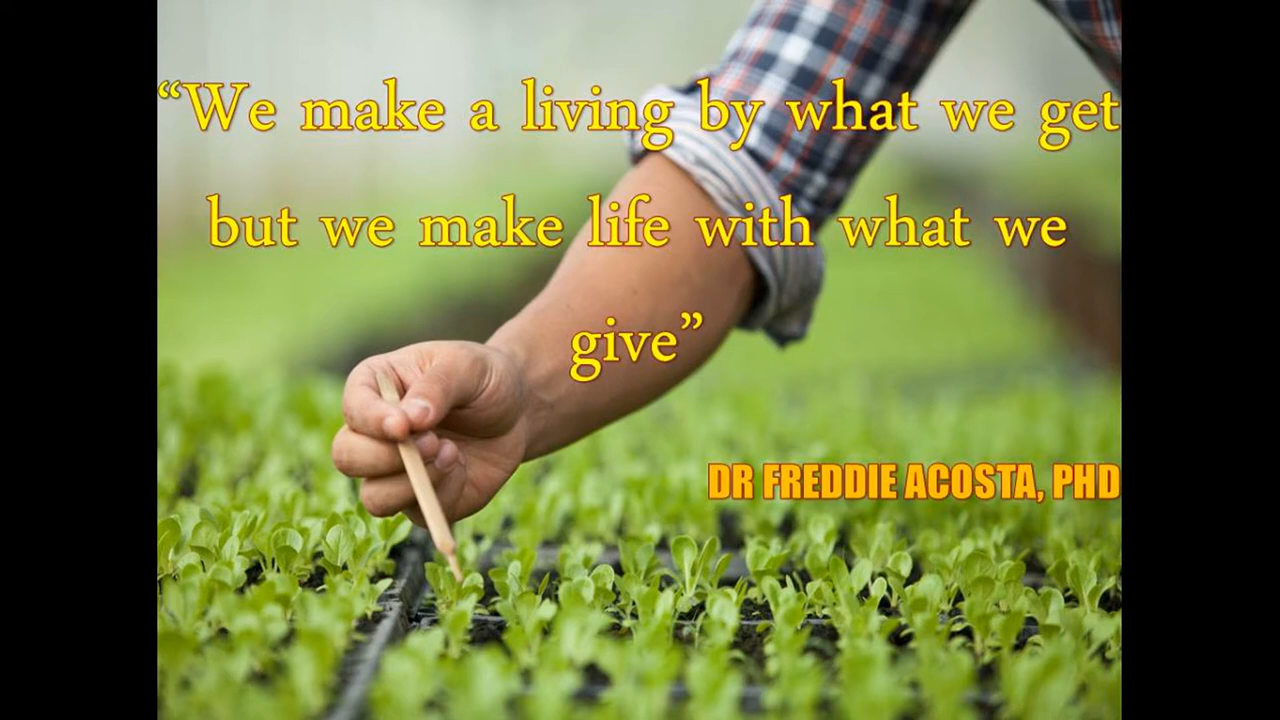 “We make a living by what we get
but we make life with what we
give”
DR FREDDIE ACOSTA, PHD